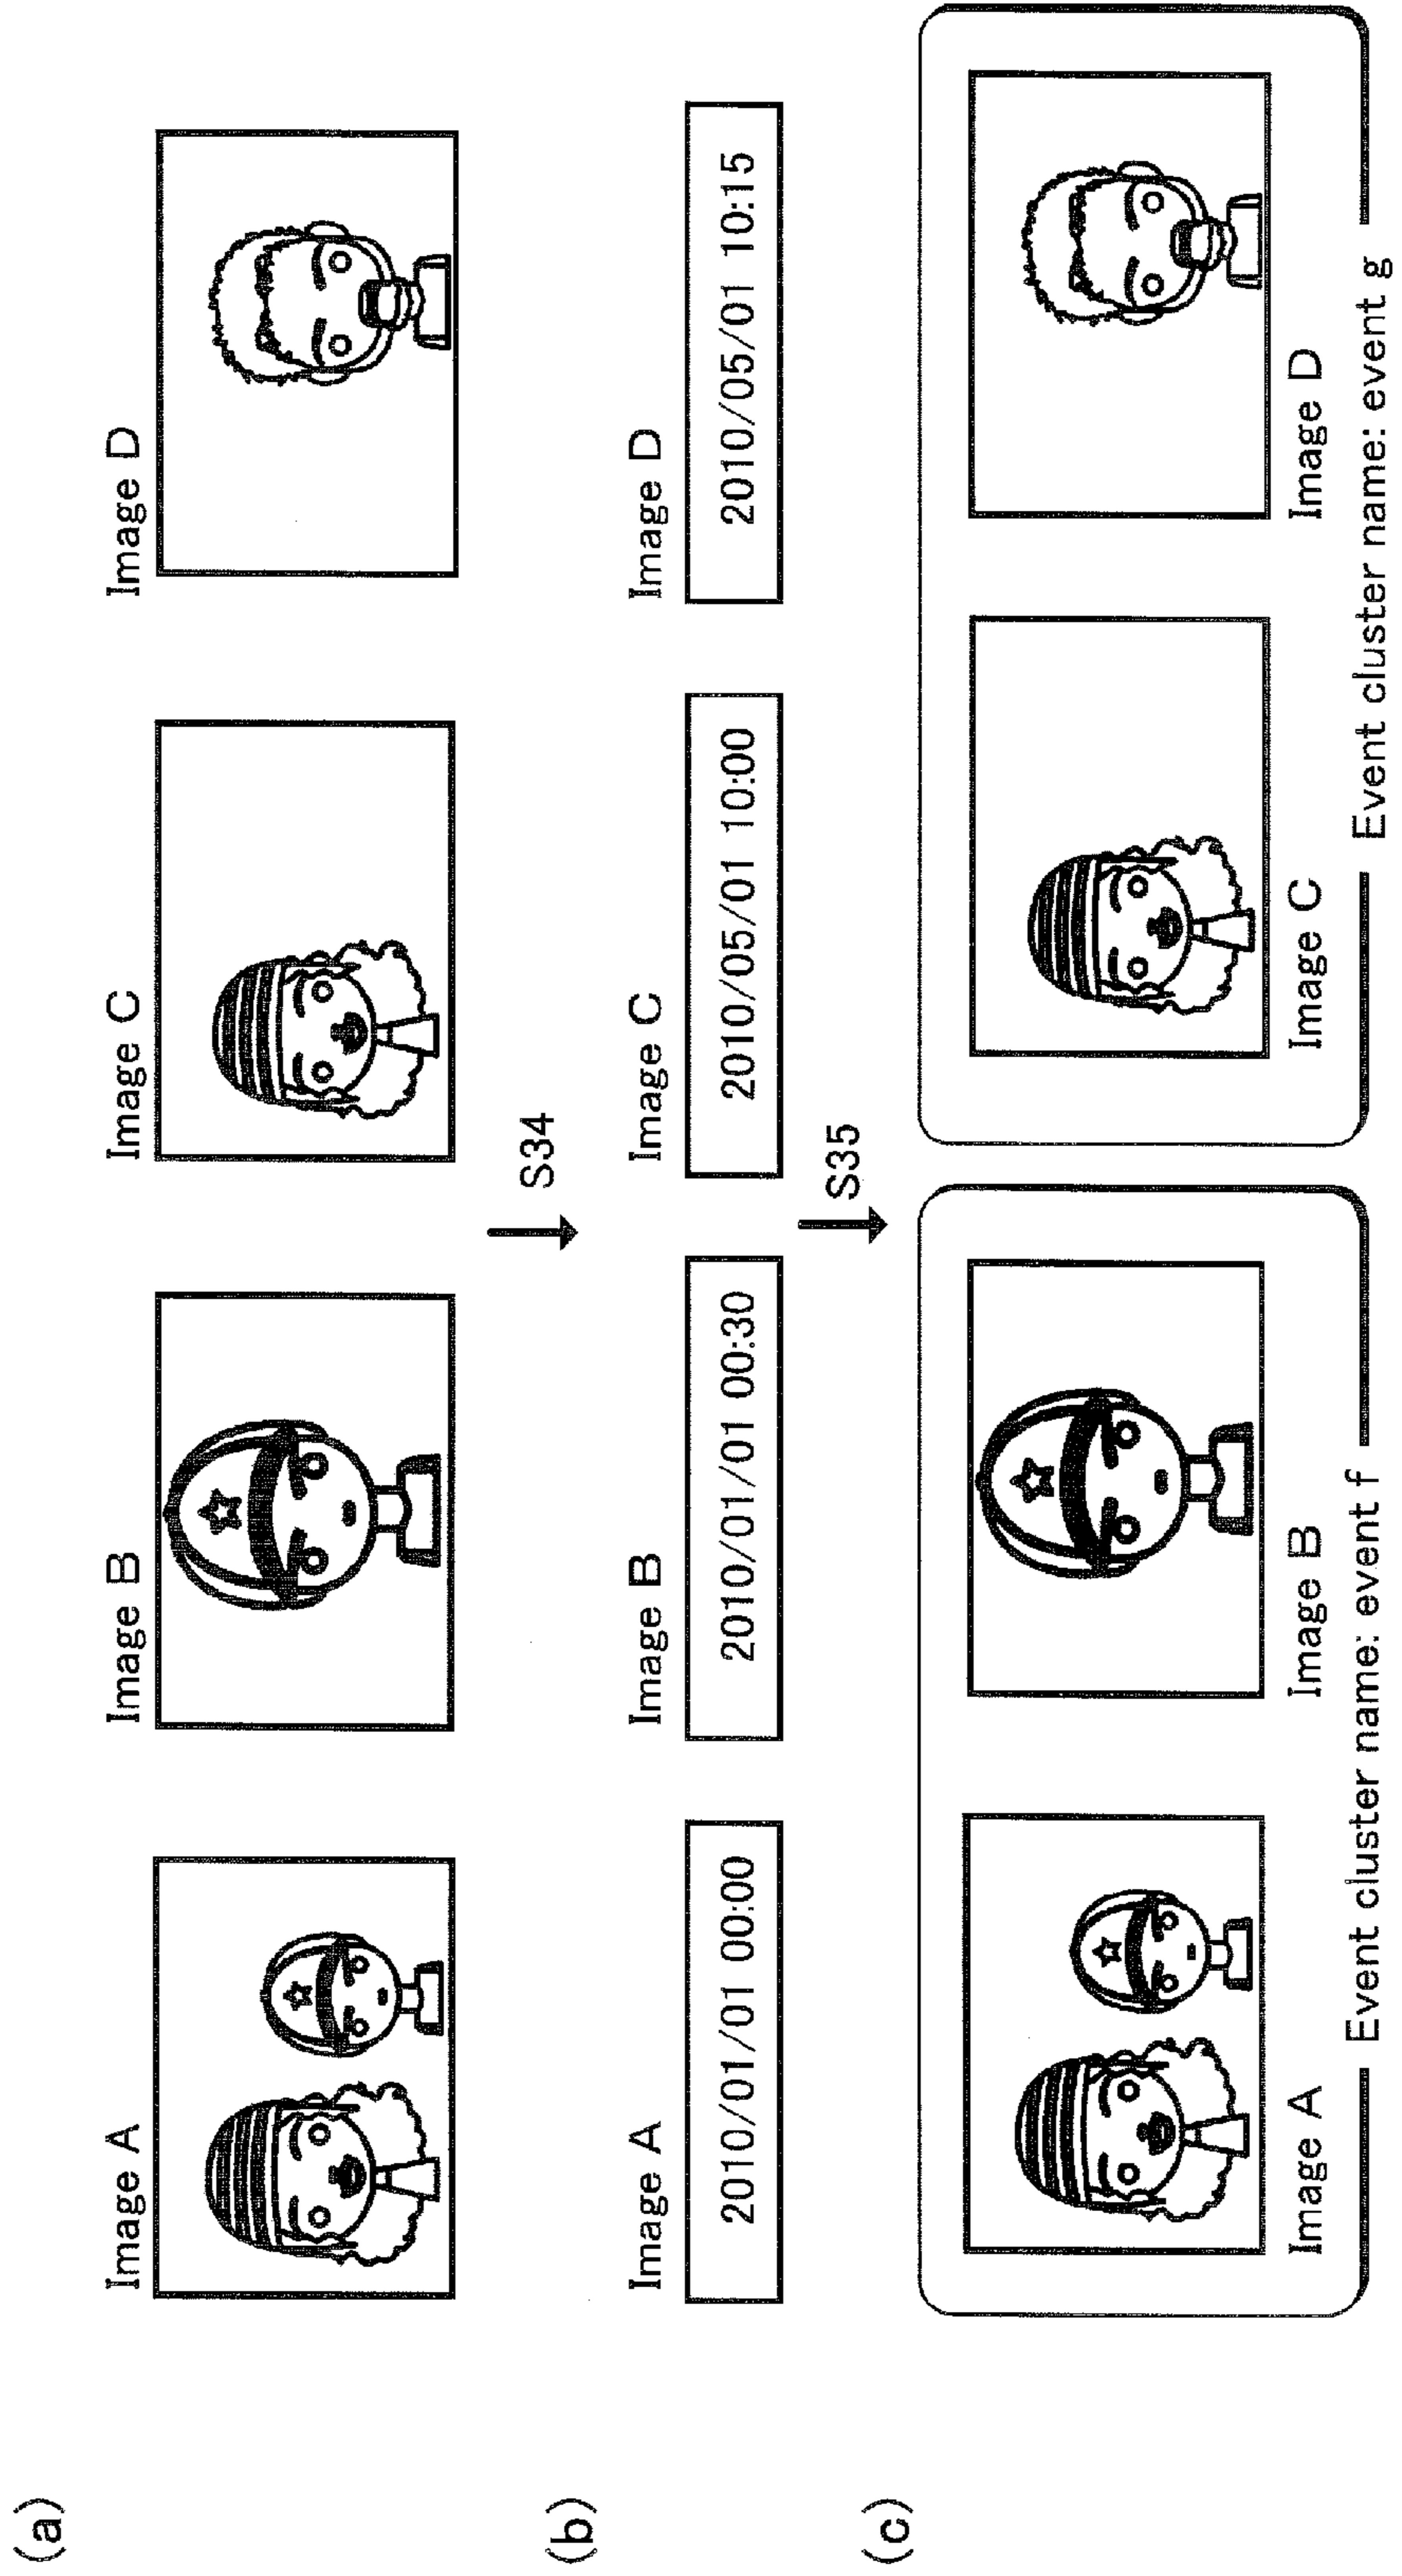 (a)
Image A
Image B
Image C
Image D
S34
(b)
Image A
Image B
Image C
Image D
2010/01/01 00:00
2010/01/01 00:30
2010/05/01 10:00
2010/05/01 10:15
S35
(c)
Image A
Image B
Image C
Image D
Event cluster name: event f
Event cluster name: event g